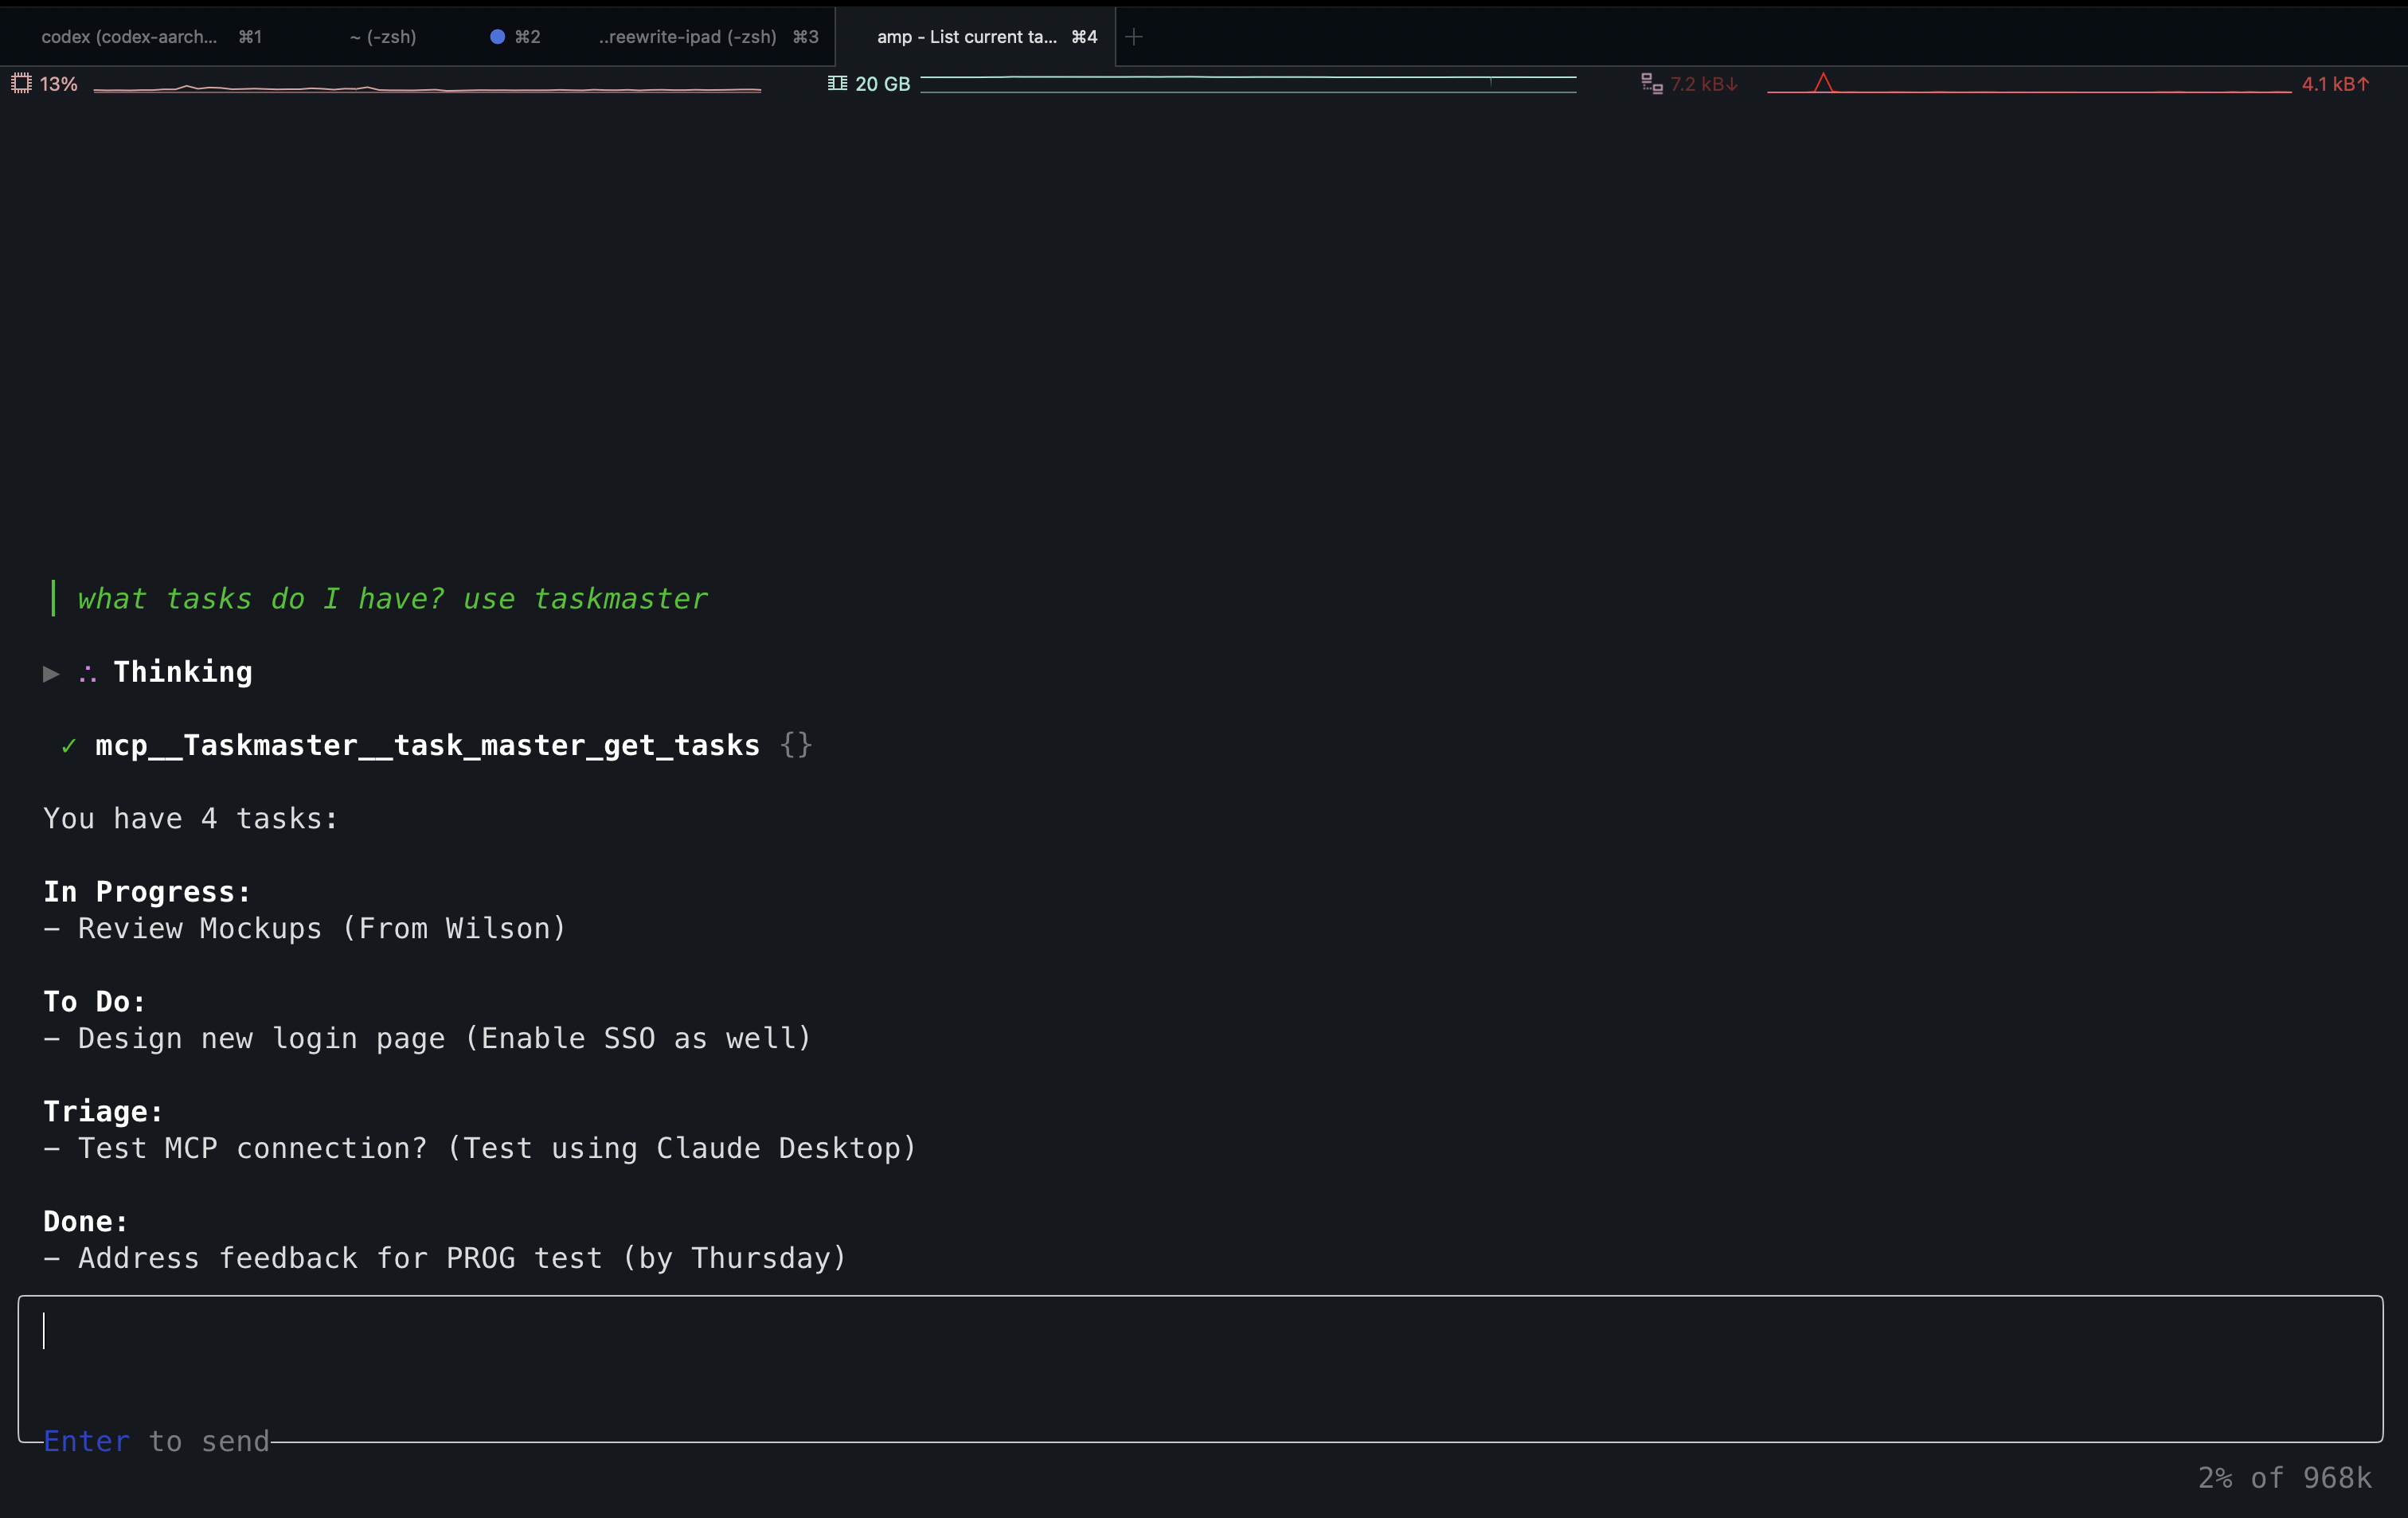 codex (codex-aarch... ⌘1 ~ (-zsh) ⌘2 ..reewrite-ipad (-zsh) ⌘3 amp - List current ta... ⌘4 +
13% 20 GB 7.2 kB↓ 4.1 kB↑
what tasks do I have? use taskmaster
▶ ∴ Thinking
✓ mcp__Taskmaster__task_master_get_tasks {}
You have 4 tasks:
In Progress:
- Review Mockups (From Wilson)
To Do:
- Design new login page (Enable SSO as well)
Triage:
- Test MCP connection? (Test using Claude Desktop)
Done:
- Address feedback for PROG test (by Thursday)
Enter to send
2% of 968k